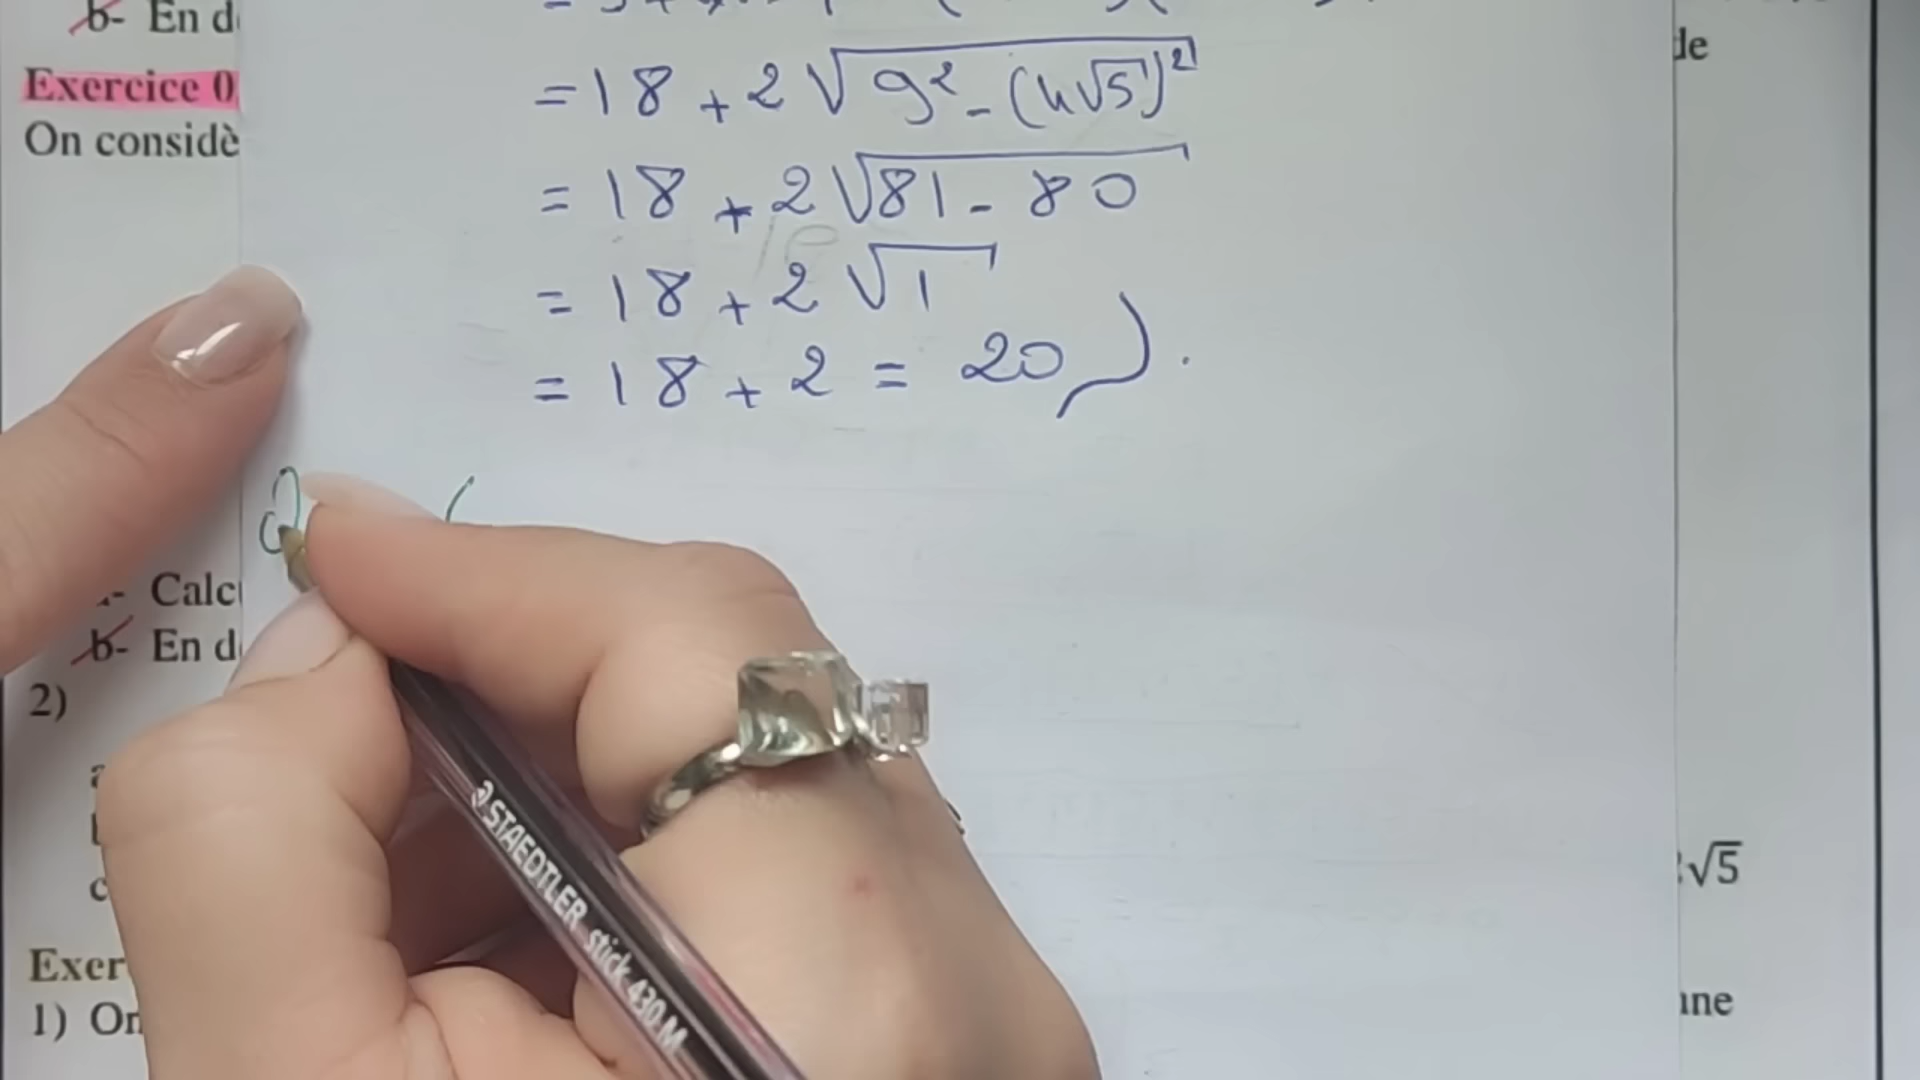 b- En d
Exercice 0
On considè
de
= 18 + 2 √(9² - (4√5)²)
= 18 + 2 √(81 - 80)
= 18 + 2 √1
= 18 + 2 = 20
- Calc
b- En d
2)
c
√5
Exer
1) On
ne
STAEDTLER stick 430 M